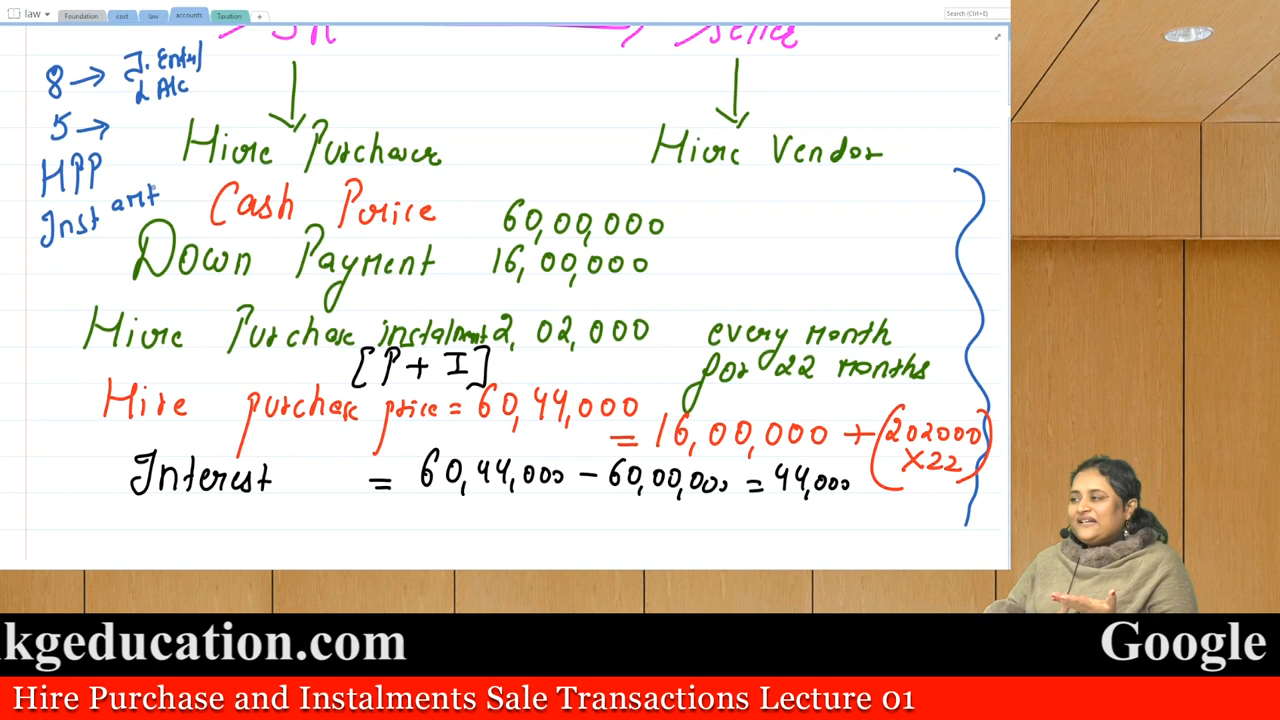 law
Foundation
cost
law
accounts
Taxation
+
Search (Ctrl+E)
8 → J. Entry
& A/c
5 →
HPP
Inst amt
Hire Purchaser
Hire Vendor
Cash Price 60,00,000
Down Payment 16,00,000
Hire Purchase instalment 2,02,000 every month
for 22 months
[P + I]
Hire purchase price = 60,44,000
= 16,00,000 + (202000
×22)
Interest = 60,44,000 - 60,00,000 = 44,000
kgeducation.com
Google
Hire Purchase and Instalments Sale Transactions Lecture 01